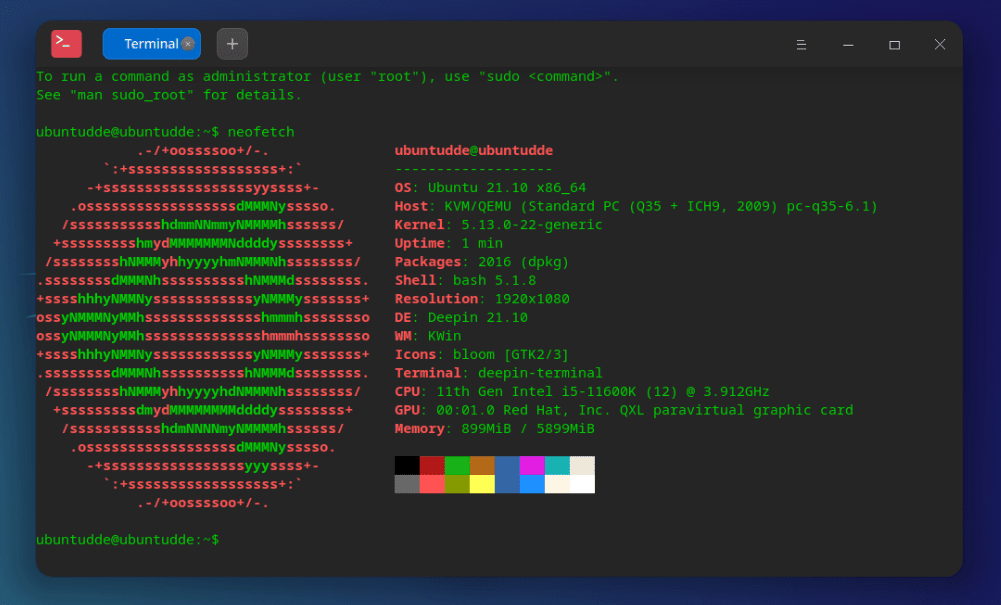 >_ Terminal × +
To run a command as administrator (user "root"), use "sudo <command>".
See "man sudo_root" for details.
ubuntudde@ubuntudde:~$ neofetch
.-/+oossssoo+/-. ubuntudde@ubuntudde
`:+ssssssssssssssssss+:` -------------------
-+ssssssssssssssssssyyssss+- OS: Ubuntu 21.10 x86_64
.ossssssssssssssssssdMMMNysssso. Host: KVM/QEMU (Standard PC (Q35 + ICH9, 2009) pc-q35-6.1)
/ssssssssssshdmmNNmmyNMMMMhssssss/ Kernel: 5.13.0-22-generic
+ssssssssshmydMMMMMMMNddddyssssssss+ Uptime: 1 min
/sssssssshNMMMyhhyyyyhmNMMMNhssssssss/ Packages: 2016 (dpkg)
.ssssssssdMMMNhsssssssssshNMMMdssssssss. Shell: bash 5.1.8
+sssshhhyNMMNyssssssssssssyNMMMysssssss+ Resolution: 1920x1080
ossyNMMMNyMMhsssssssssssssshmmmhssssssso DE: Deepin 21.10
ossyNMMMNyMMhsssssssssssssshmmmhssssssso WM: KWin
+sssshhhyNMMNyssssssssssssyNMMMysssssss+ Icons: bloom [GTK2/3]
.ssssssssdMMMNhsssssssssshNMMMdssssssss. Terminal: deepin-terminal
/sssssssshNMMMyhhyyyyhdNMMMNhssssssss/ CPU: 11th Gen Intel i5-11600K (12) @ 3.912GHz
+sssssssssdmydMMMMMMMMddddyssssssss+ GPU: 00:01.0 Red Hat, Inc. QXL paravirtual graphic card
/ssssssssssshdmNNNNmyNMMMMhssssss/ Memory: 899MiB / 5899MiB
.ossssssssssssssssssdMMMNysssso.
-+sssssssssssssssssyyyssss+-
`:+ssssssssssssssssss+:`
.-/+oossssoo+/-.
ubuntudde@ubuntudde:~$